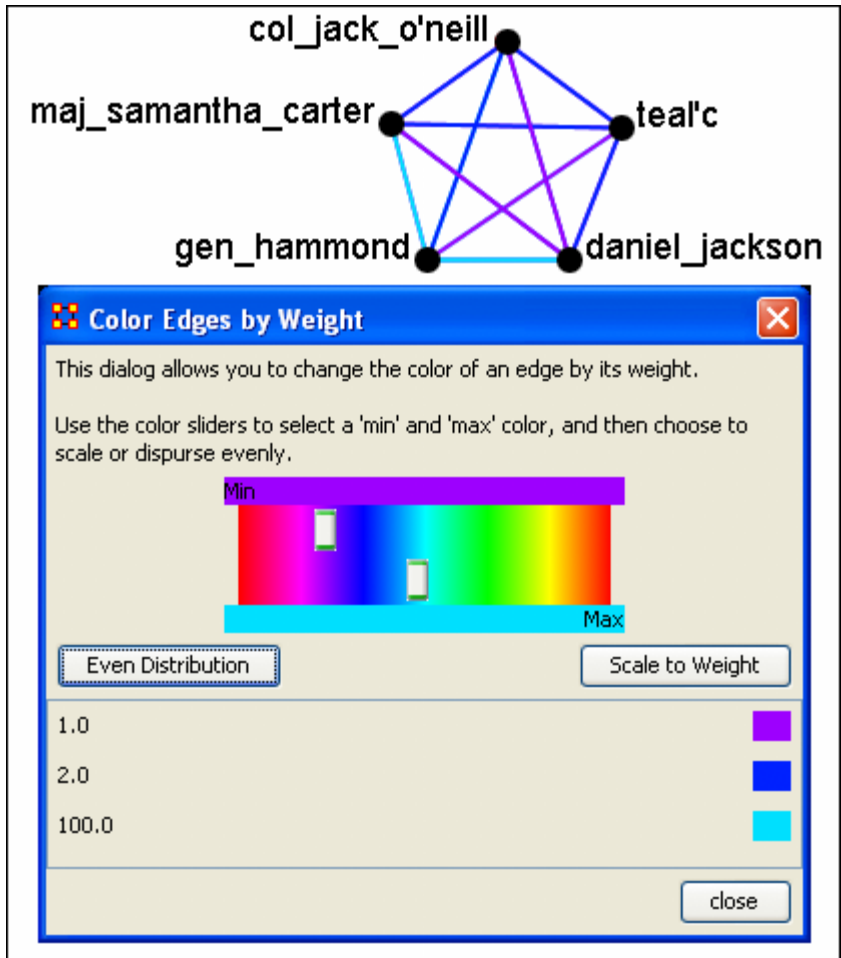 col_jack_o'neill
maj_samantha_carter
teal'c
gen_hammond
daniel_jackson
Color Edges by Weight
This dialog allows you to change the color of an edge by its weight.
Use the color sliders to select a 'min' and 'max' color, and then choose to
scale or dispurse evenly.
Min
Max
Even Distribution
Scale to Weight
1.0
2.0
100.0
close